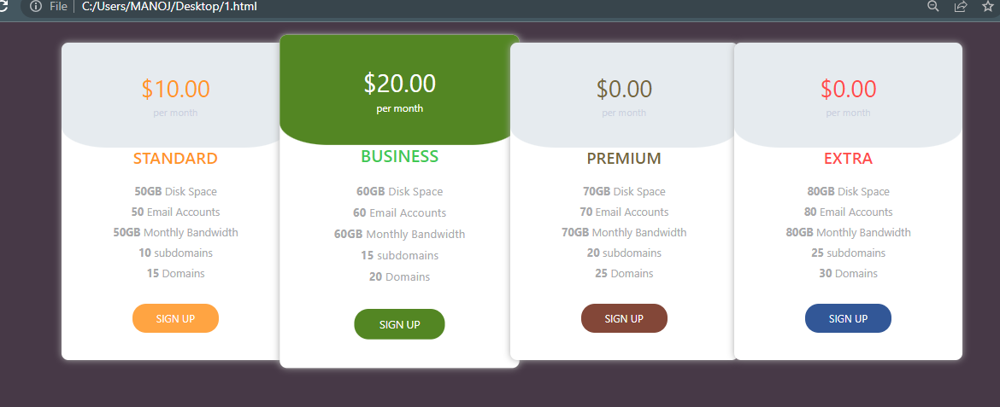 File | C:/Users/MANOJ/Desktop/1.html
$10.00
per month
STANDARD
50GB Disk Space
50 Email Accounts
50GB Monthly Bandwidth
10 subdomains
15 Domains
SIGN UP
$20.00
per month
BUSINESS
60GB Disk Space
60 Email Accounts
60GB Monthly Bandwidth
15 subdomains
20 Domains
SIGN UP
$0.00
per month
PREMIUM
70GB Disk Space
70 Email Accounts
70GB Monthly Bandwidth
20 subdomains
25 Domains
SIGN UP
$0.00
per month
EXTRA
80GB Disk Space
80 Email Accounts
80GB Monthly Bandwidth
25 subdomains
30 Domains
SIGN UP